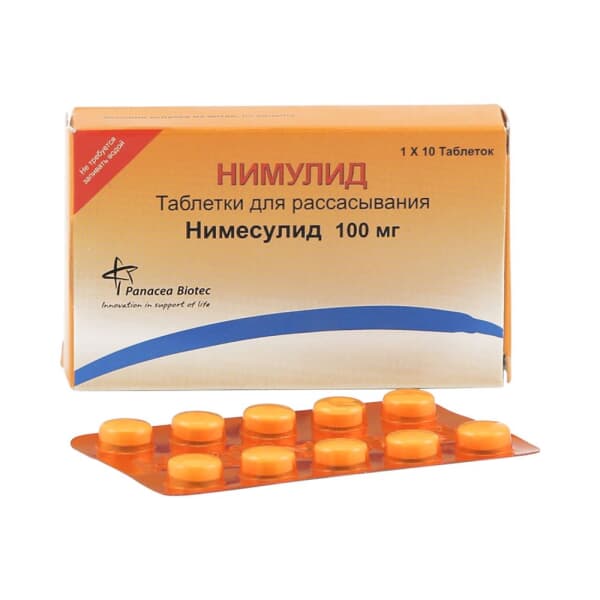 Не требуется
запивать водой
1 X 10 Таблеток
НИМУЛИД
Таблетки для рассасывания
Нимесулид 100 мг
Panacea Biotec
Innovation in support of life